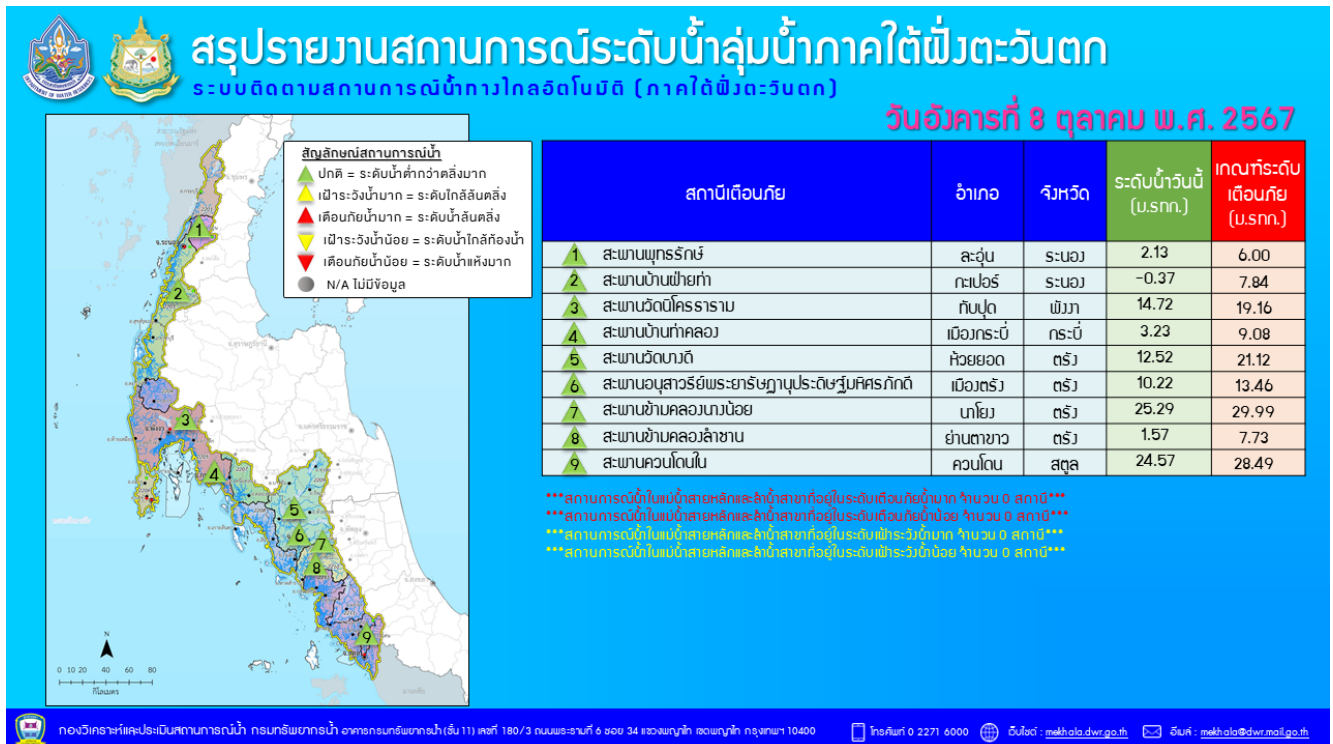 สรุปรายงานสถานการณ์ระดับน้ำลุ่มน้ำภาคใต้ฝั่งตะวันตก
ระบบติดตามสถานการณ์น้ำทางไกลอัตโนมัติ (ภาคใต้ฝั่งตะวันตก)
วันอังคารที่ 8 ตุลาคม พ.ศ. 2567
สัญลักษณ์สถานการณ์น้ำ
ปกติ = ระดับน้ำต่ำกว่าตลิ่งมาก
เฝ้าระวังน้ำมาก = ระดับใกล้ล้นตลิ่ง
เตือนภัยน้ำมาก = ระดับน้ำล้นตลิ่ง
เฝ้าระวังน้ำน้อย = ระดับน้ำใกล้ท้องน้ำ
เตือนภัยน้ำน้อย = ระดับน้ำแห้งมาก
N/A ไม่มีข้อมูล
1
2
3
4
5
6
7
8
9
N
0 10 20 40 60 80
กิโลเมตร
สถานีเตือนภัย อำเภอ จังหวัด ระดับน้ำวันนี้ (ม.รทก.) เกณฑ์ระดับเตือนภัย (ม.รทก.)
1 สะพานพุทธรักษ์ ละอุ่น ระนอง 2.13 6.00
2 สะพานบ้านฝ่ายท่า กะเปอร์ ระนอง -0.37 7.84
3 สะพานวัดนิโครธาราม ทับปุด พังงา 14.72 19.16
4 สะพานบ้านท่าคลอง เมืองกระบี่ กระบี่ 3.23 9.08
5 สะพานวัดบางดี ห้วยยอด ตรัง 12.52 21.12
6 สะพานอนุสาวรีย์พระยารัษฎานุประดิษฐ์มหิศรภักดี เมืองตรัง ตรัง 10.22 13.46
7 สะพานข้ามคลองนางน้อย นาโยง ตรัง 25.29 29.99
8 สะพานข้ามคลองลำชาน ย่านตาขาว ตรัง 1.57 7.73
9 สะพานควนโดนใน ควนโดน สตูล 24.57 28.49
***สถานการณ์น้ำในแม่น้ำสายหลักและลำน้ำสาขาที่อยู่ในระดับเตือนภัยน้ำมาก จำนวน 0 สถานี***
***สถานการณ์น้ำในแม่น้ำสายหลักและลำน้ำสาขาที่อยู่ในระดับเตือนภัยน้ำน้อย จำนวน 0 สถานี***
***สถานการณ์น้ำในแม่น้ำสายหลักและลำน้ำสาขาที่อยู่ในระดับเฝ้าระวังน้ำมาก จำนวน 0 สถานี***
***สถานการณ์น้ำในแม่น้ำสายหลักและลำน้ำสาขาที่อยู่ในระดับเฝ้าระวังน้ำน้อย จำนวน 0 สถานี***
กองวิเคราะห์และประเมินสถานการณ์น้ำ กรมทรัพยากรน้ำ อาคารกรมทรัพยากรน้ำ (ชั้น 11) เลขที่ 180/3 ถนนพระรามที่ 6 ซอย 34 แขวงพญาไท เขตพญาไท กรุงเทพฯ 10400 โทรศัพท์ 0 2271 6000 เว็บไซต์ : mekhala.dwr.go.th อีเมล์ : mekhala@dwr.mail.go.th